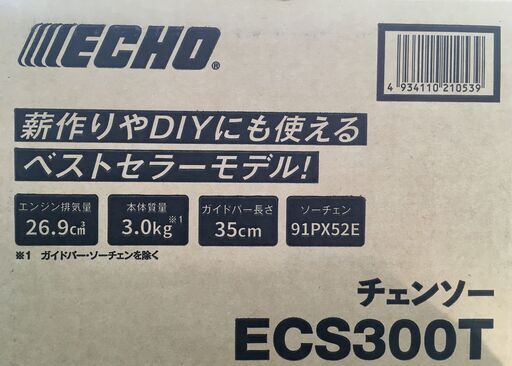 ECHO®
4 934110 210539
薪作りやDIYにも使える
ベストセラーモデル!
エンジン排気量
26.9cm³
本体質量
3.0kg※1
ガイドバー長さ
35cm
ソーチェン
91PX52E
※1 ガイドバー・ソーチェンを除く
チェンソー
ECS300T